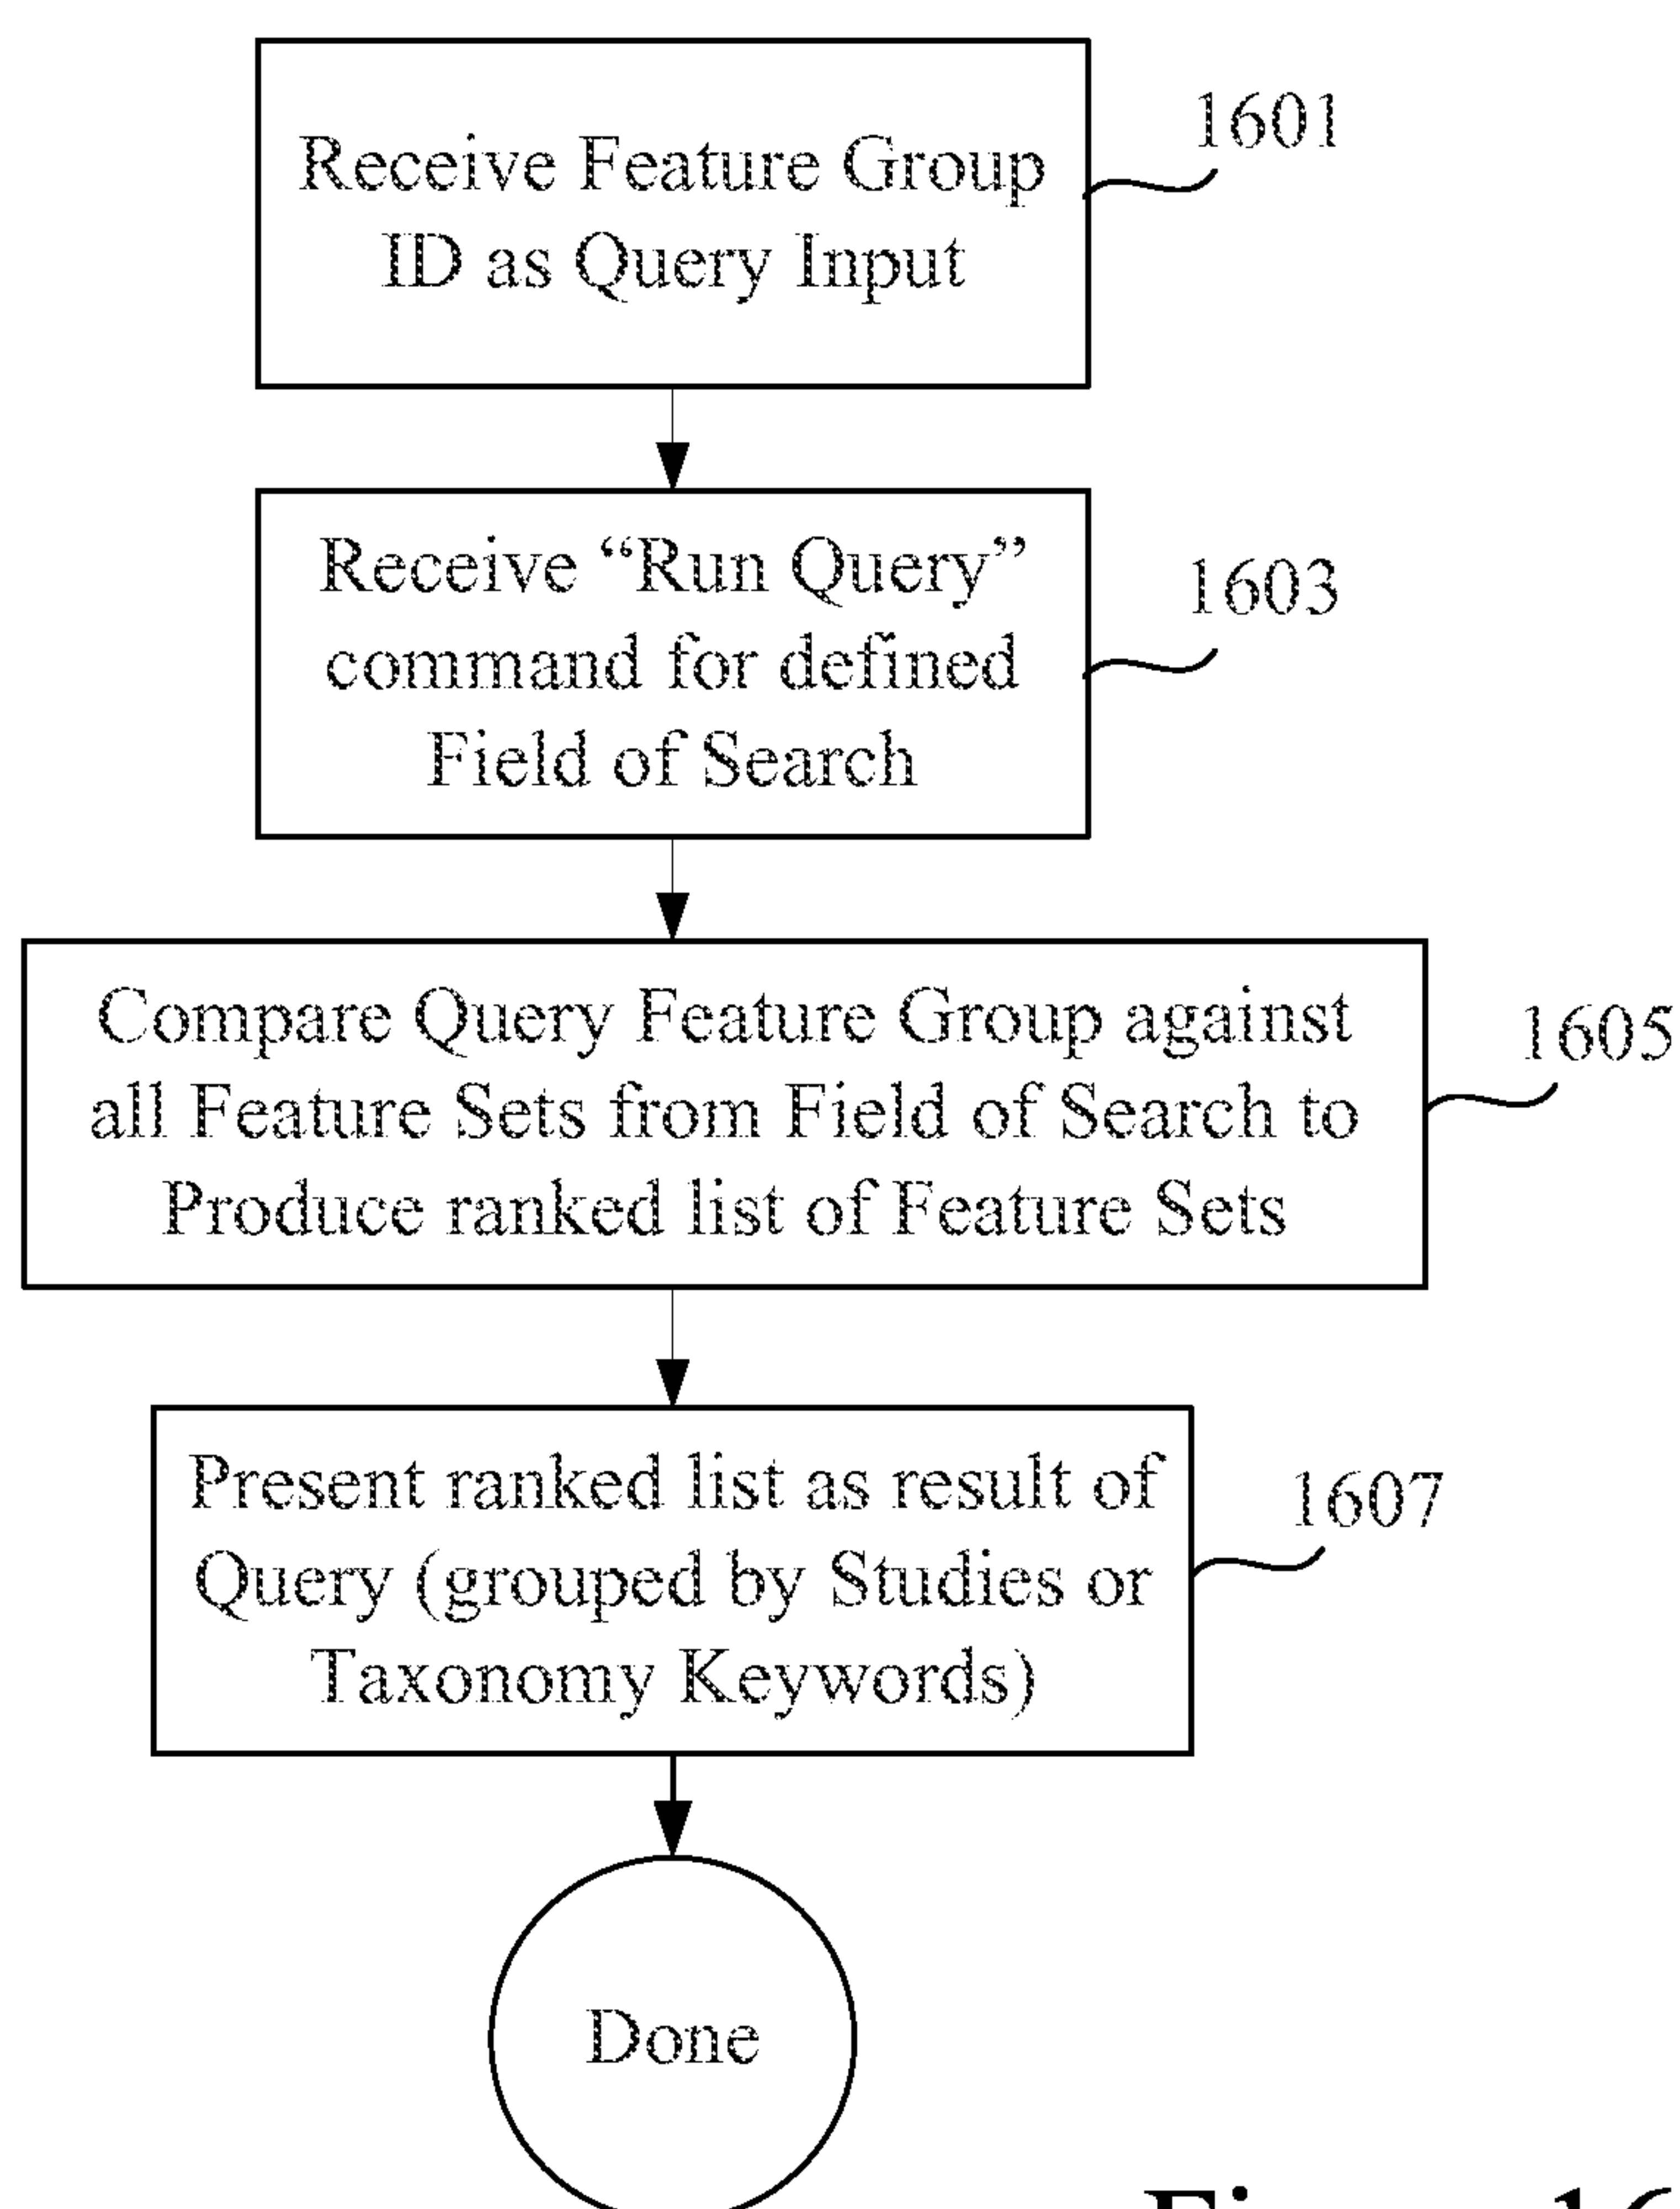 Receive Feature Group
ID as Query Input
1601
Receive “Run Query”
command for defined
Field of Search
1603
Compare Query Feature Group against
all Feature Sets from Field of Search to
Produce ranked list of Feature Sets
1605
Present ranked list as result of
Query (grouped by Studies or
Taxonomy Keywords)
1607
Done